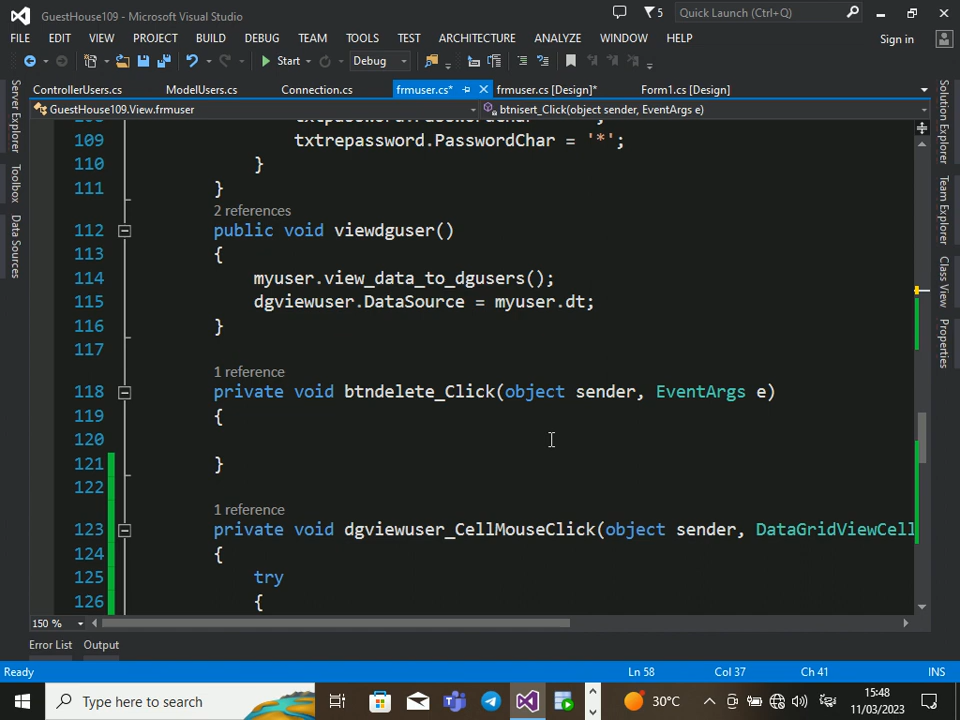 GuestHouse109 - Microsoft Visual Studio
5
Quick Launch (Ctrl+Q)
FILE EDIT VIEW PROJECT BUILD DEBUG TEAM TOOLS TEST ARCHITECTURE ANALYZE WINDOW HELP
Sign in
Start
Debug
ControllerUsers.cs ModelUsers.cs Connection.cs frmuser.cs* frmuser.cs [Design]* Form1.cs [Design]
GuestHouse109.View.frmuser
btnisert_Click(object sender, EventArgs e)
Server Explorer
Toolbox
Data Sources
Solution Explorer
Team Explorer
Class View
Properties
109 txtrepassword.PasswordChar = '*';
110 }
111 }
2 references
112 public void viewdguser()
113 {
114 myuser.view_data_to_dgusers();
115 dgviewuser.DataSource = myuser.dt;
116 }
117
1 reference
118 private void btndelete_Click(object sender, EventArgs e)
119 {
120
121 }
122
1 reference
123 private void dgviewuser_CellMouseClick(object sender, DataGridViewCell
124 {
125 try
126 {
150 %
Error List Output
Ready
Ln 58 Col 37 Ch 41 INS
Type here to search
30°C
15:48
11/03/2023